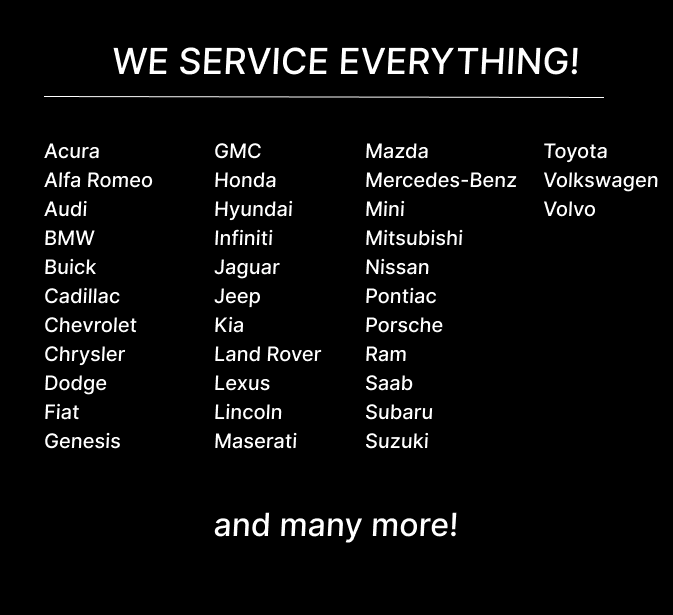 WE SERVICE EVERYTHING!
Acura
Alfa Romeo
Audi
BMW
Buick
Cadillac
Chevrolet
Chrysler
Dodge
Fiat
Genesis
GMC
Honda
Hyundai
Infiniti
Jaguar
Jeep
Kia
Land Rover
Lexus
Lincoln
Maserati
Mazda
Mercedes-Benz
Mini
Mitsubishi
Nissan
Pontiac
Porsche
Ram
Saab
Subaru
Suzuki
Toyota
Volkswagen
Volvo
and many more!